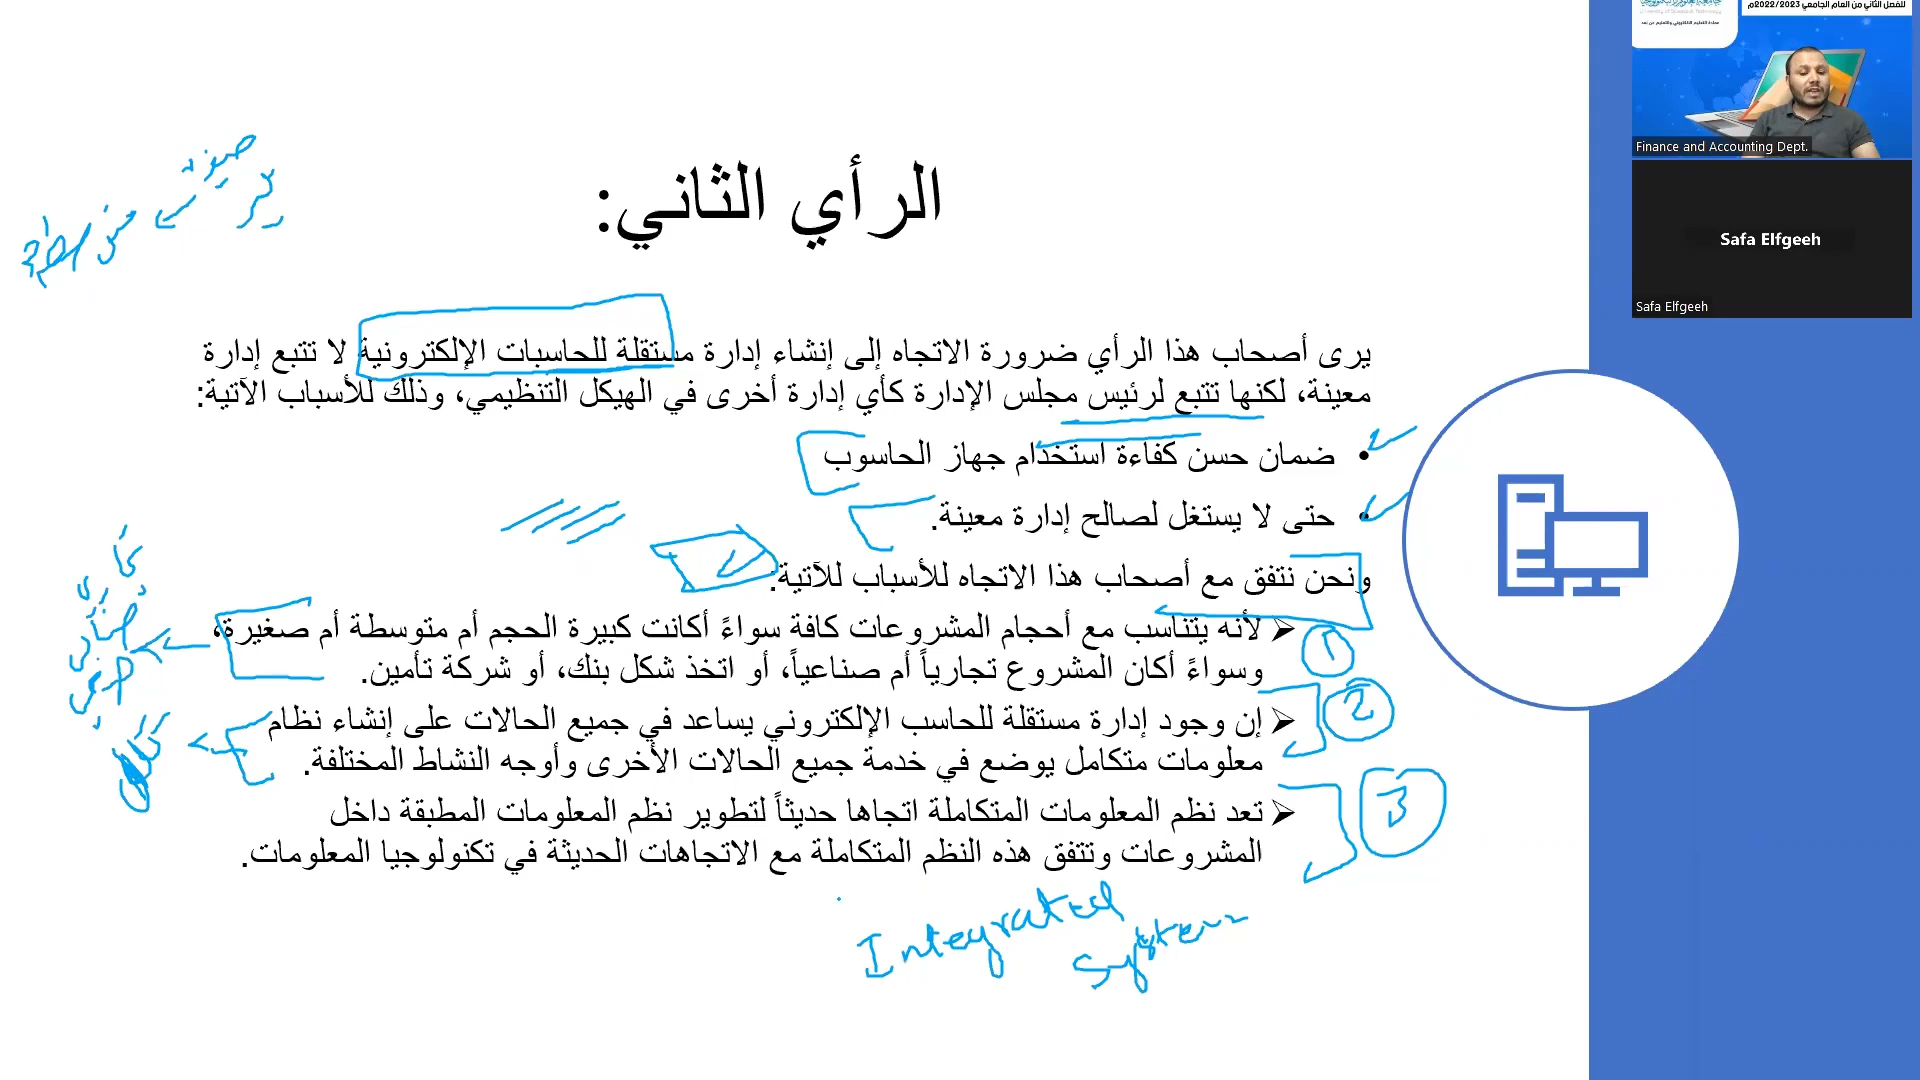 للفصل الثاني من العام الجامعي 2022/2023م
Finance and Accounting Dept.
Safa Elfgeeh
Safa Elfgeeh
الرأي الثاني:
يرى أصحاب هذا الرأي ضرورة الاتجاه إلى إنشاء إدارة مستقلة للحاسبات الإلكترونية لا تتبع إدارة
معينة، لكنها تتبع لرئيس مجلس الإدارة كأي إدارة أخرى في الهيكل التنظيمي، وذلك للأسباب الآتية:
• ضمان حسن كفاءة استخدام جهاز الحاسوب
• حتى لا يستغل لصالح إدارة معينة.
ونحن نتفق مع أصحاب هذا الاتجاه للأسباب للآتية:
➢ لأنه يتناسب مع أحجام المشروعات كافة سواءً أكانت كبيرة الحجم أم متوسطة أم صغيرة،
وسواءً أكان المشروع تجارياً أم صناعياً، أو اتخذ شكل بنك، أو شركة تأمين.
➢ إن وجود إدارة مستقلة للحاسب الإلكتروني يساعد في جميع الحالات على إنشاء نظام
معلومات متكامل يوضع في خدمة جميع الحالات الأخرى وأوجه النشاط المختلفة.
➢ تعد نظم المعلومات المتكاملة اتجاها حديثاً لتطوير نظم المعلومات المطبقة داخل
المشروعات وتتفق هذه النظم المتكاملة مع الاتجاهات الحديثة في تكنولوجيا المعلومات.
1
2
3
Integrated
System